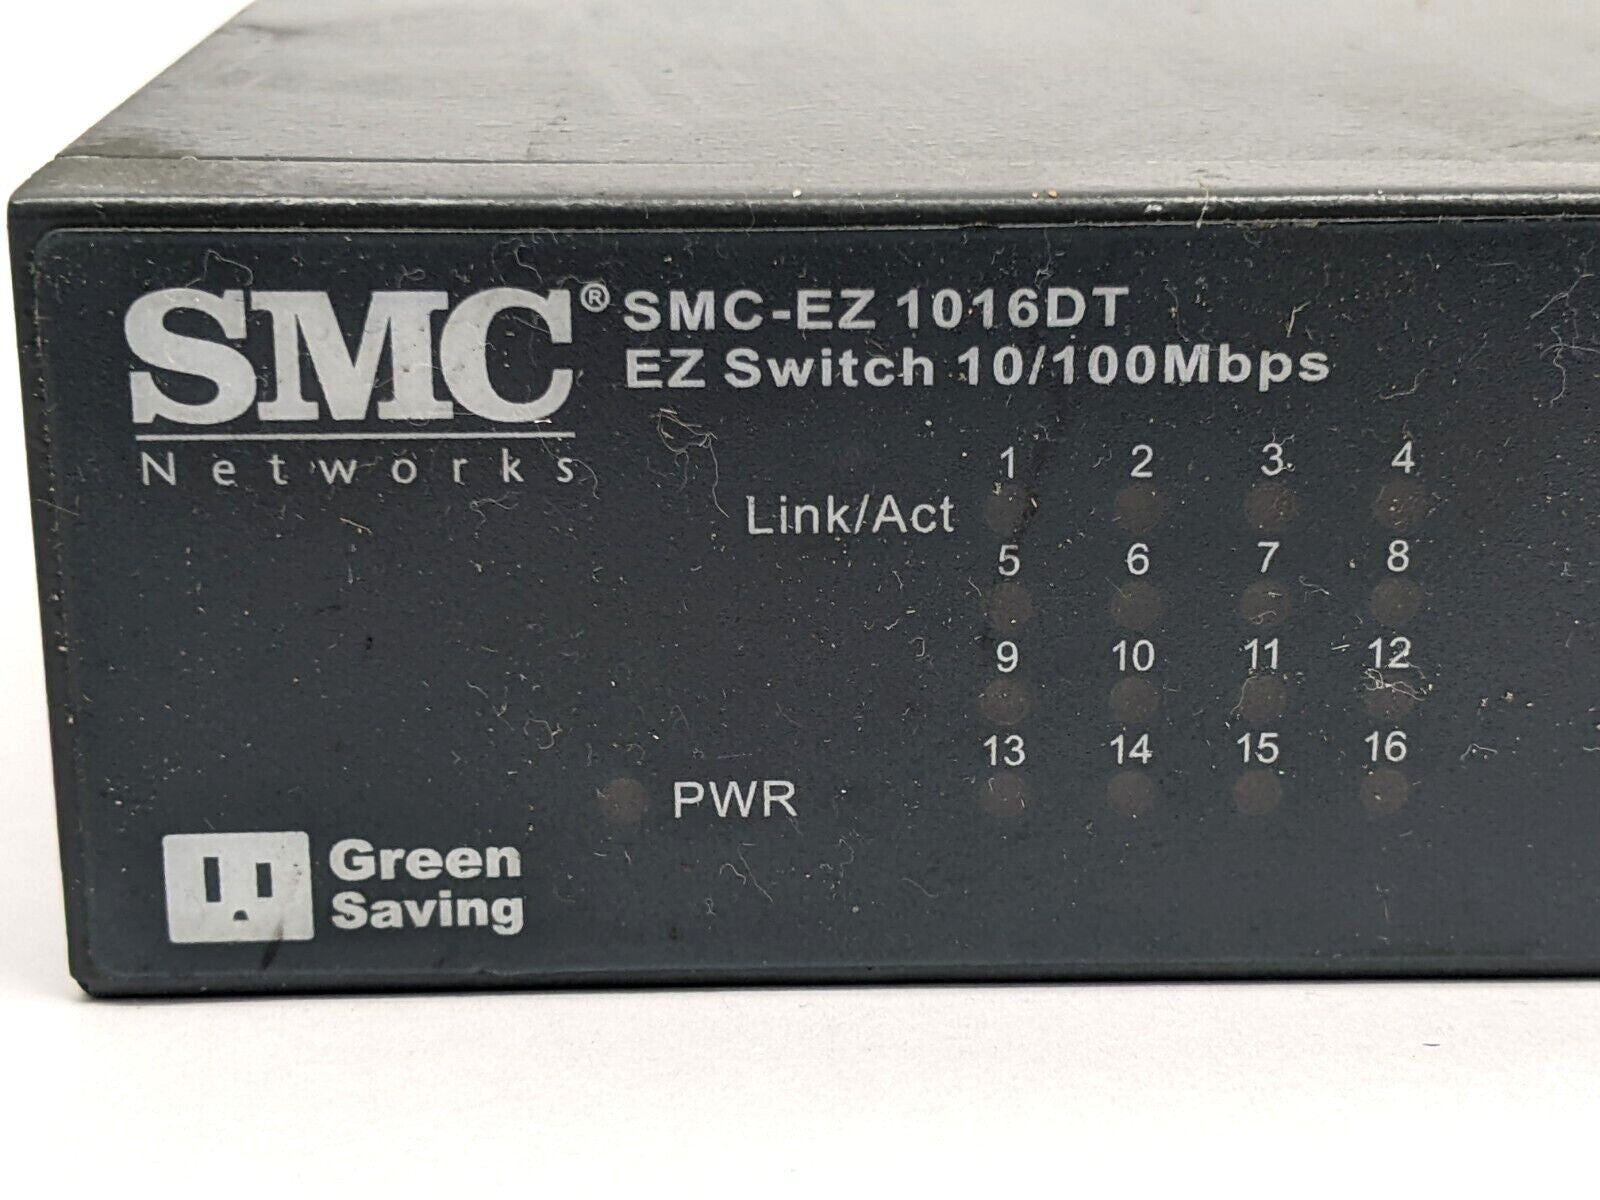 SMC®
Networks
SMC-EZ 1016DT
EZ Switch 10/100Mbps
1 2 3 4
Link/Act
5 6 7 8
9 10 11 12
13 14 15 16
PWR
Green
Saving